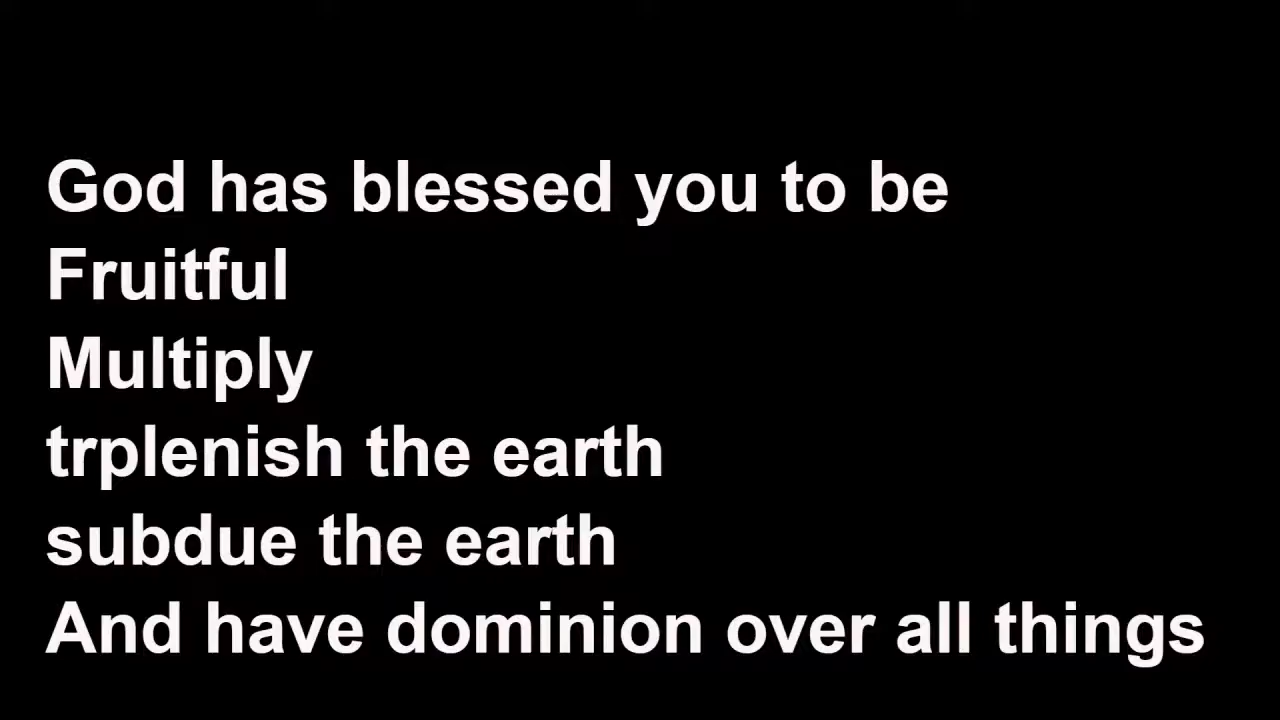 God has blessed you to be
Fruitful
Multiply
trplenish the earth
subdue the earth
And have dominion over all things